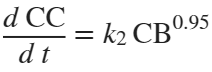 d CC / d t = k₂ CB^0.95